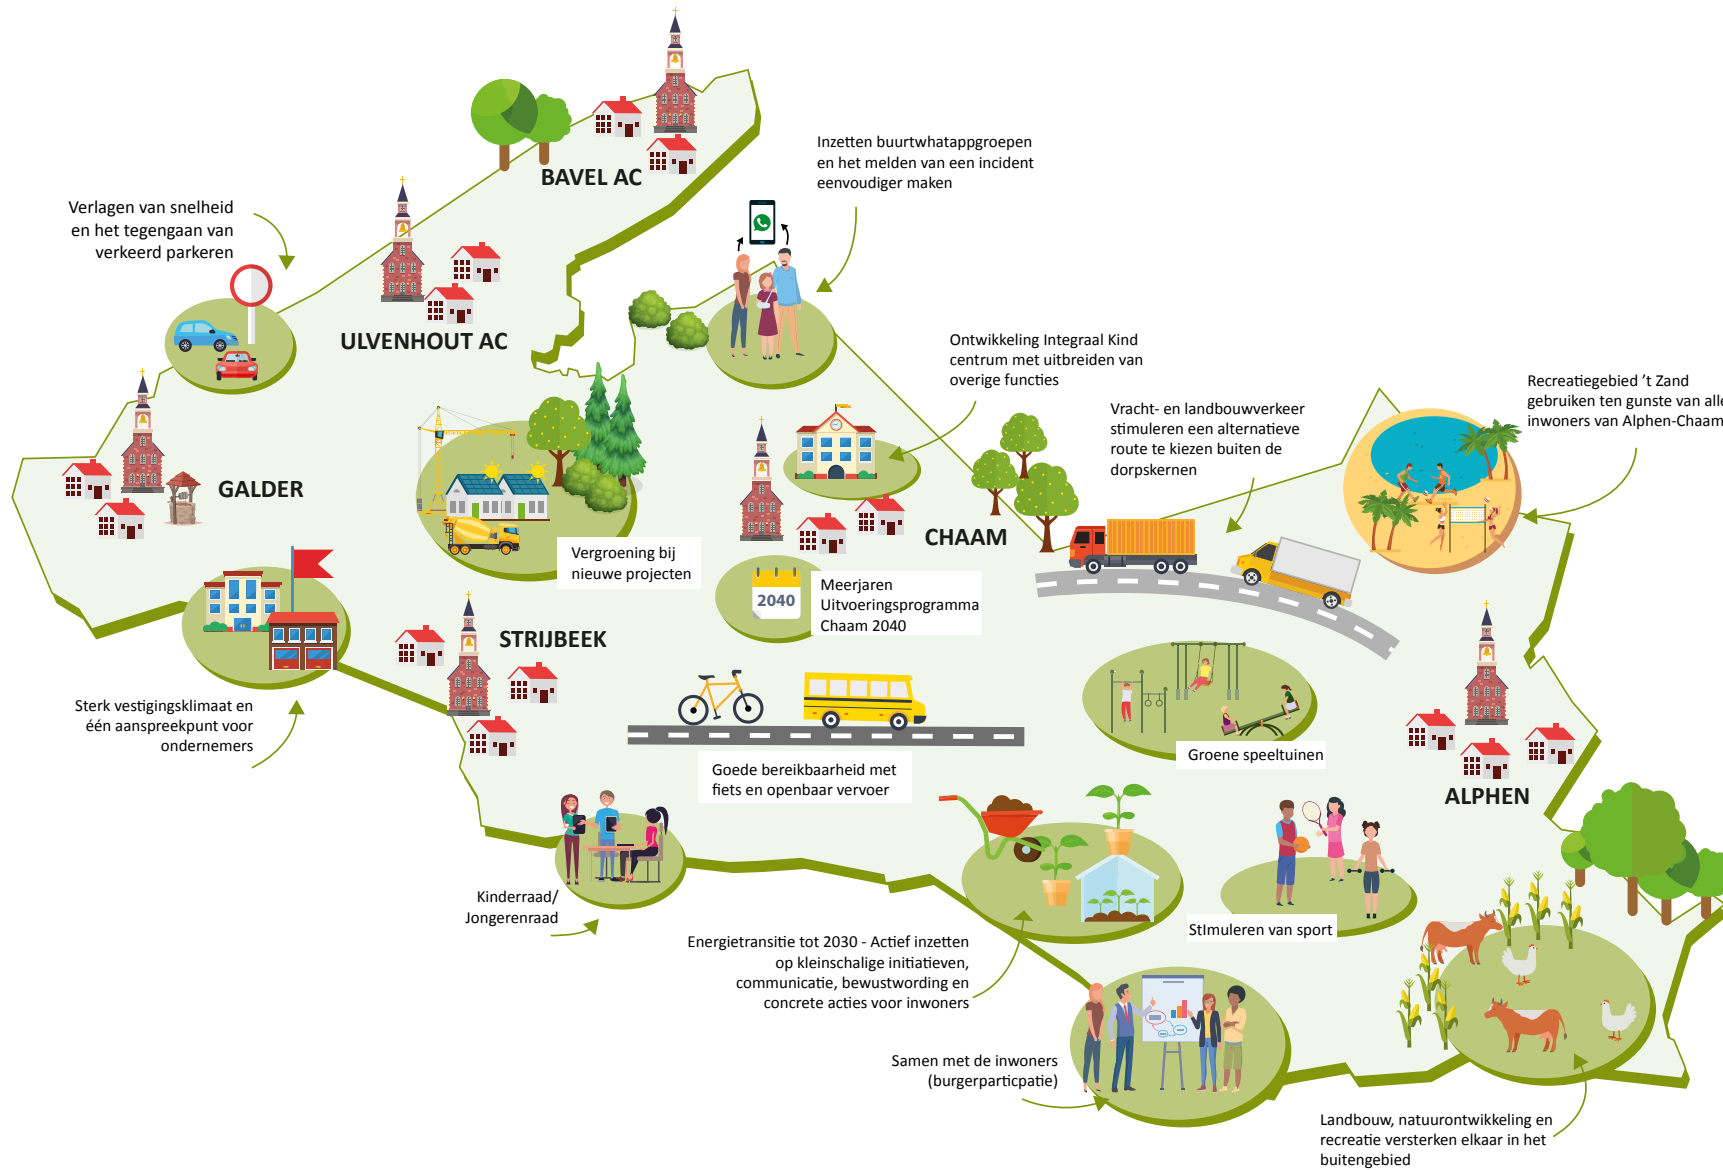 BAVEL AC
Inzetten buurtwhatappgroepen
en het melden van een incident
eenvoudiger maken
Verlagen van snelheid
en het tegengaan van
verkeerd parkeren
ULVENHOUT AC
Ontwikkeling Integraal Kind
centrum met uitbreiden van
overige functies
Recreatiegebied 't Zand
gebruiken ten gunste van alle
inwoners van Alphen-Chaam
Vracht- en landbouwverkeer
stimuleren een alternatieve
route te kiezen buiten de
dorpskernen
GALDER
CHAAM
Vergroening bij
nieuwe projecten
2040
Meerjaren
Uitvoeringsprogramma
Chaam 2040
STRIJBEEK
Sterk vestigingsklimaat en
één aanspreekpunt voor
ondernemers
Goede bereikbaarheid met
fiets en openbaar vervoer
Groene speeltuinen
ALPHEN
Kinderraad/
Jongerenraad
Energietransitie tot 2030 - Actief inzetten
op kleinschalige initiatieven,
communicatie, bewustwording en
concrete acties voor inwoners
StImuleren van sport
Samen met de inwoners
(burgerparticpatie)
Landbouw, natuurontwikkeling en
recreatie versterken elkaar in het
buitengebied